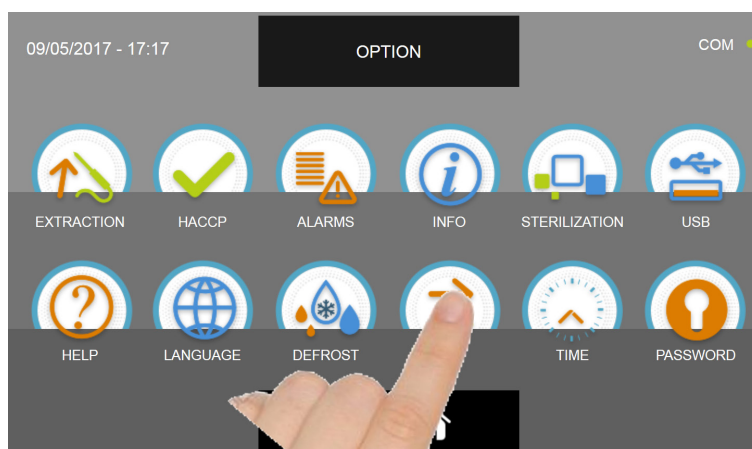 09/05/2017 - 17:17
OPTION
COM
EXTRACTION
HACCP
ALARMS
INFO
STERILIZATION
USB
HELP
LANGUAGE
DEFROST
TIME
PASSWORD